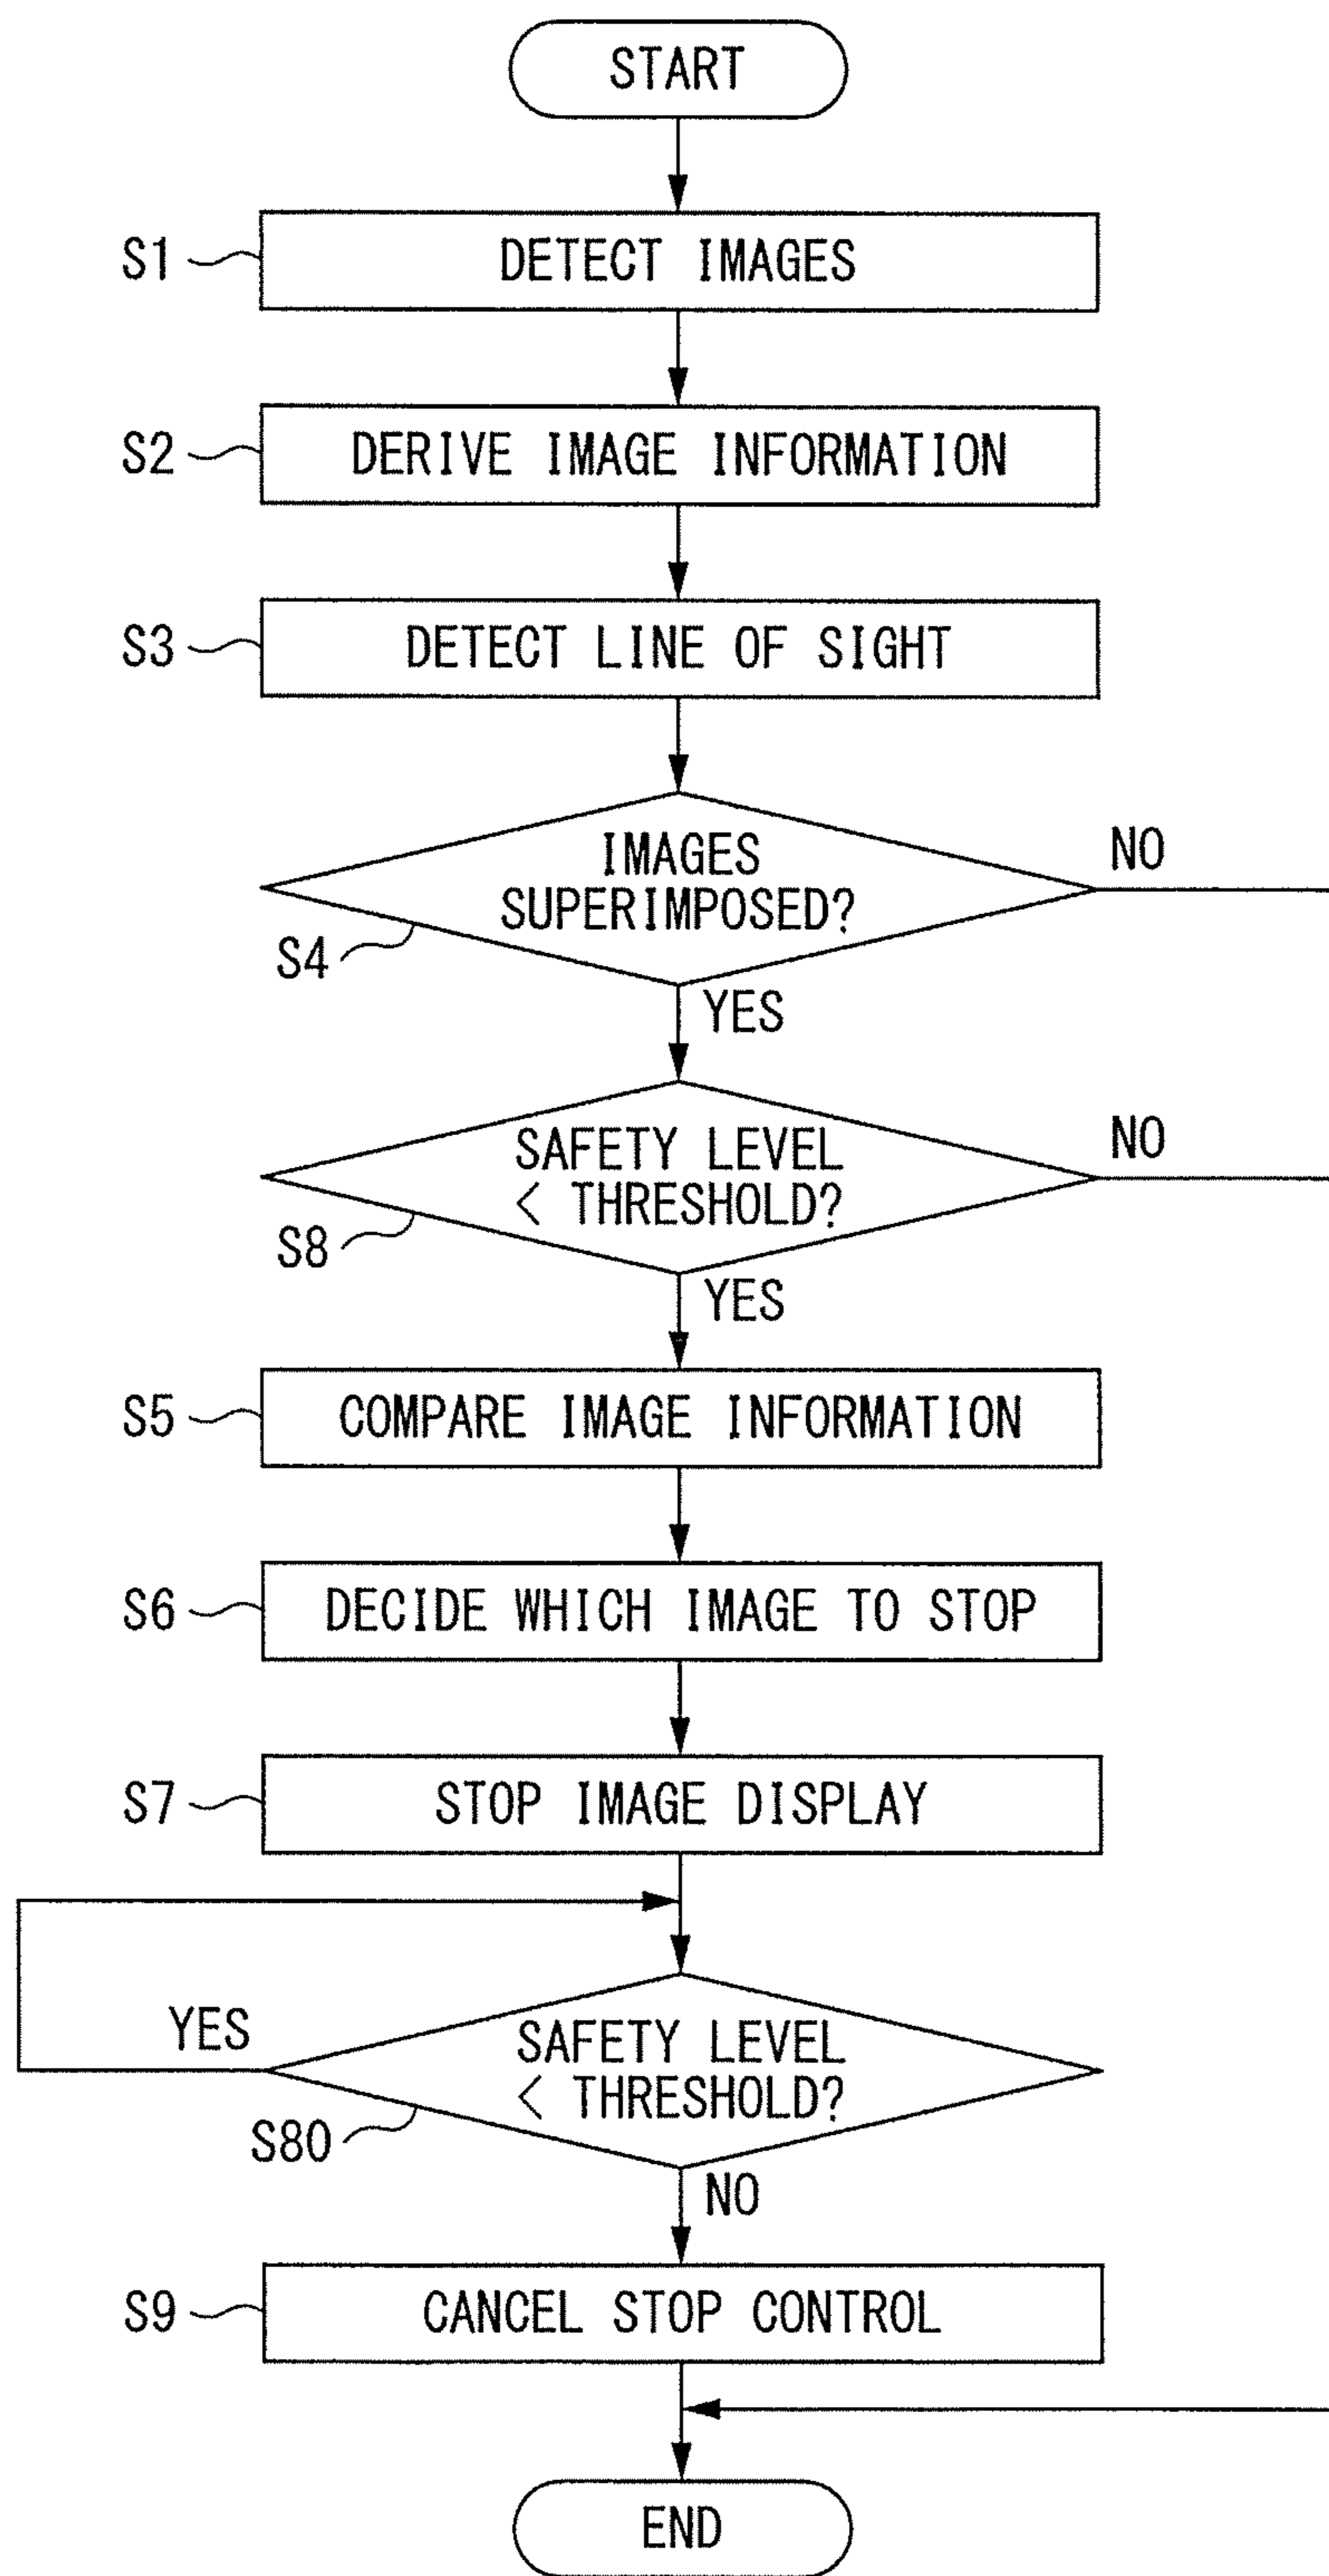 START
S1
DETECT IMAGES
S2
DERIVE IMAGE INFORMATION
S3
DETECT LINE OF SIGHT
IMAGES
SUPERIMPOSED?
NO
S4
YES
SAFETY LEVEL
< THRESHOLD?
NO
S8
YES
S5
COMPARE IMAGE INFORMATION
S6
DECIDE WHICH IMAGE TO STOP
S7
STOP IMAGE DISPLAY
YES
SAFETY LEVEL
< THRESHOLD?
S80
NO
S9
CANCEL STOP CONTROL
END